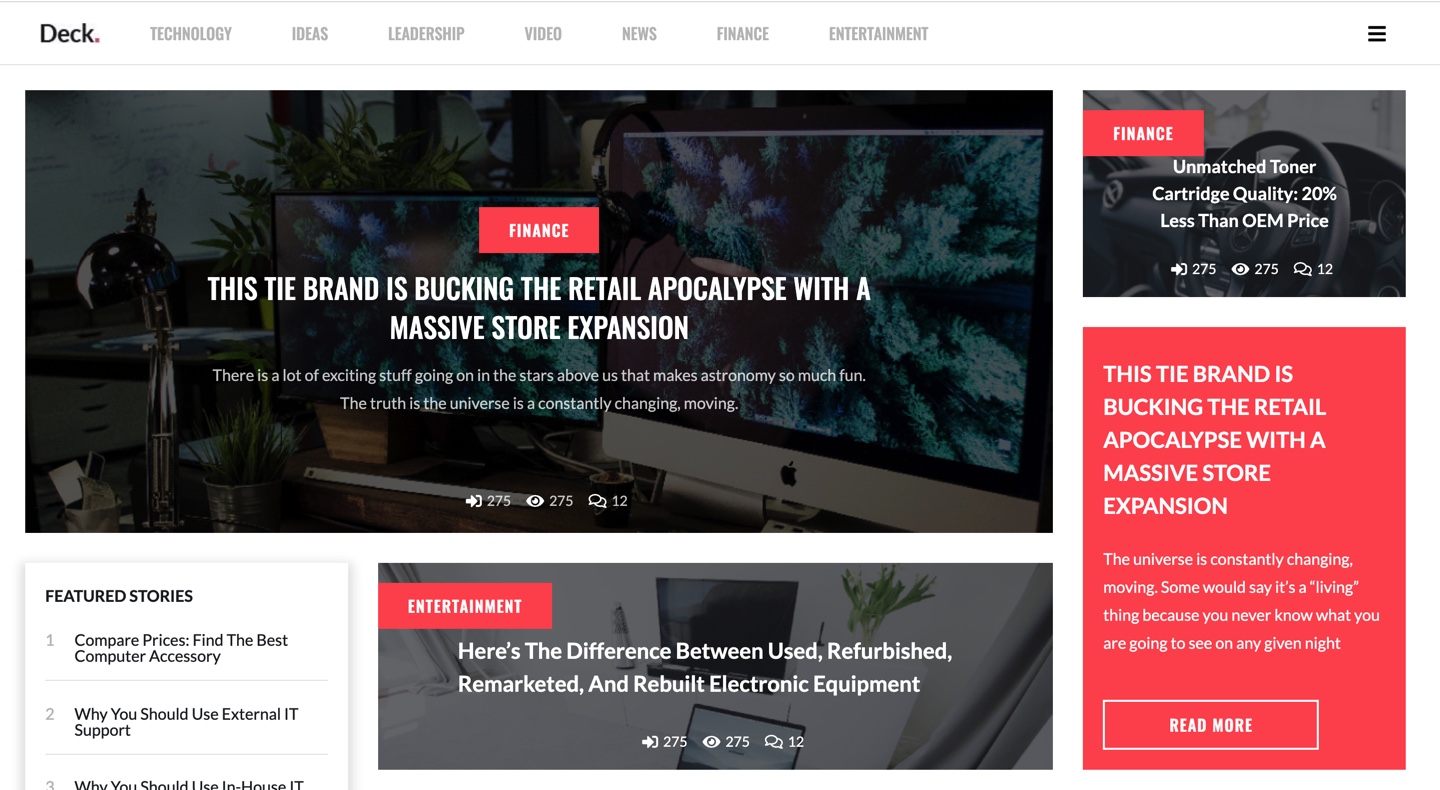 Deck.
TECHNOLOGY
IDEAS
LEADERSHIP
VIDEO
NEWS
FINANCE
ENTERTAINMENT
FINANCE
THIS TIE BRAND IS BUCKING THE RETAIL APOCALYPSE WITH A
MASSIVE STORE EXPANSION
There is a lot of exciting stuff going on in the stars above us that makes astronomy so much fun.
The truth is the universe is a constantly changing, moving.
275 275 12
FINANCE
Unmatched Toner
Cartridge Quality: 20%
Less Than OEM Price
275 275 12
THIS TIE BRAND IS
BUCKING THE RETAIL
APOCALYPSE WITH A
MASSIVE STORE
EXPANSION
The universe is constantly changing,
moving. Some would say it’s a “living”
thing because you never know what you
are going to see on any given night
READ MORE
FEATURED STORIES
1 Compare Prices: Find The Best
Computer Accessory
2 Why You Should Use External IT
Support
3 Why You Should Use In-House IT
ENTERTAINMENT
Here’s The Difference Between Used, Refurbished,
Remarketed, And Rebuilt Electronic Equipment
275 275 12